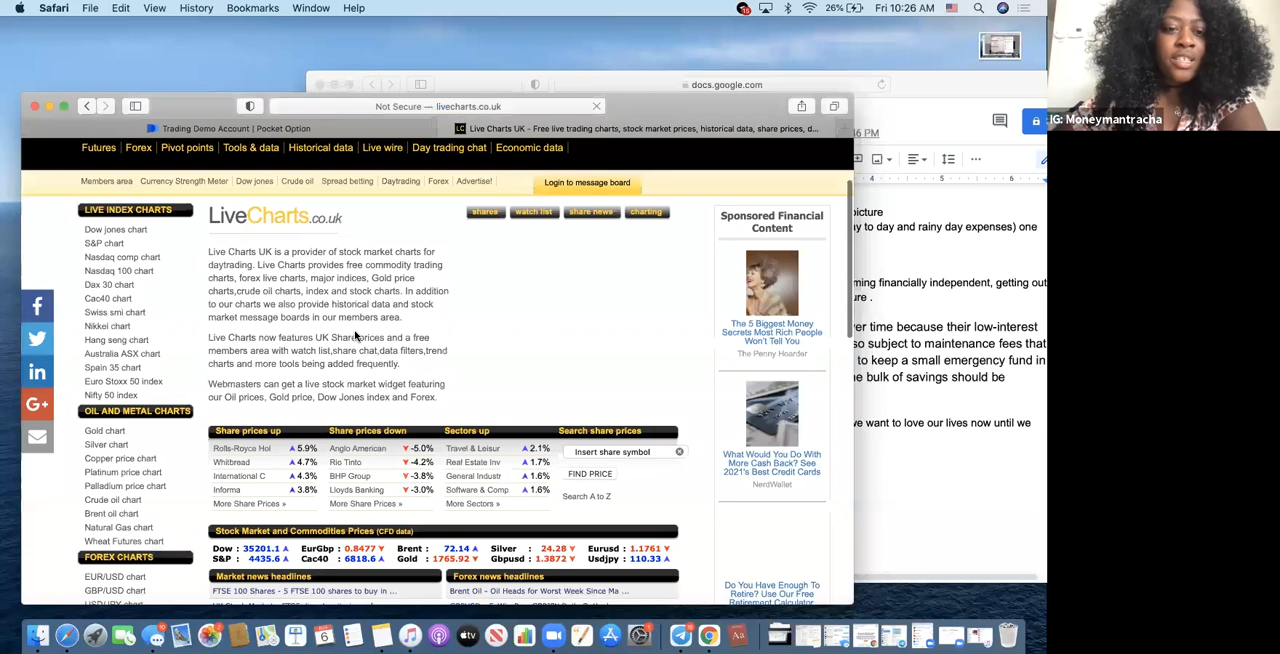 Safari File Edit View History Bookmarks Window Help
15 26% Fri 10:26 AM
docs.google.com
Not Secure — livecharts.co.uk
Trading Demo Account | Pocket Option
LC Live Charts UK - Free live trading charts, stock market prices, historical data, share prices, d...
IG: Moneymantracha
46 PM
Futures Forex Pivot points Tools & data Historical data Live wire Day trading chat Economic data
Members area Currency Strength Meter Dow jones Crude oil Spread betting Daytrading Forex Advertise! Login to message board
4 5 6
LIVE INDEX CHARTS
Dow jones chart
S&P chart
Nasdaq comp chart
Nasdaq 100 chart
Dax 30 chart
Cac40 chart
Swiss smi chart
Nikkei chart
Hang seng chart
Australia ASX chart
Spain 35 chart
Euro Stoxx 50 index
Nifty 50 index
OIL AND METAL CHARTS
Gold chart
Silver chart
Copper price chart
Platinum price chart
Palladium price chart
Crude oil chart
Brent oil chart
Natural Gas chart
Wheat Futures chart
FOREX CHARTS
EUR/USD chart
GBP/USD chart
LiveCharts.co.uk
shares watch list share news charting
Live Charts UK is a provider of stock market charts for
daytrading. Live Charts provides free commodity trading
charts, forex live charts, major indices, Gold price
charts,crude oil charts, index and stock charts. In addition
to our charts we also provide historical data and stock
market message boards in our members area.
Live Charts now features UK Share prices and a free
members area with watch list,share chat,data filters,trend
charts and more tools being added frequently.
Webmasters can get a live stock market widget featuring
our Oil prices, Gold price, Dow Jones index and Forex.
Share prices up Share prices down Sectors up Search share prices
Rolls-Royce Hol 5.9% Anglo American -5.0% Travel & Leisur 2.1% Insert share symbol
Whitbread 4.7% Rio Tinto -4.2% Real Estate Inv 1.7%
International C 4.3% BHP Group -3.8% General Industr 1.6% FIND PRICE
Informa 3.8% Lloyds Banking -3.0% Software & Comp 1.6%
More Share Prices » More Share Prices » More Sectors » Search A to Z
Stock Market and Commodities Prices (CFD data)
Dow : 35201.1 EurGbp : 0.8477 Brent : 72.14 Silver : 24.28 Eurusd : 1.1761
S&P : 4435.6 Cac40 : 6818.6 Gold : 1765.92 Gbpusd : 1.3872 Usdjpy : 110.33
Market news headlines Forex news headlines
FTSE 100 Shares - 5 FTSE 100 shares to buy in ... Brent Oil - Oil Heads for Worst Week Since Ma ...
Sponsored Financial
Content
The 5 Biggest Money
Secrets Most Rich People
Won't Tell You
The Penny Hoarder
What Would You Do With
More Cash Back? See
2021's Best Credit Cards
NerdWallet
Do You Have Enough To
Retire? Use Our Free
Retirement Calculator
picture
y to day and rainy day expenses) one
ming financially independent, getting out
ure .
er time because their low-interest
so subject to maintenance fees that
to keep a small emergency fund in
e bulk of savings should be
we want to love our lives now until we